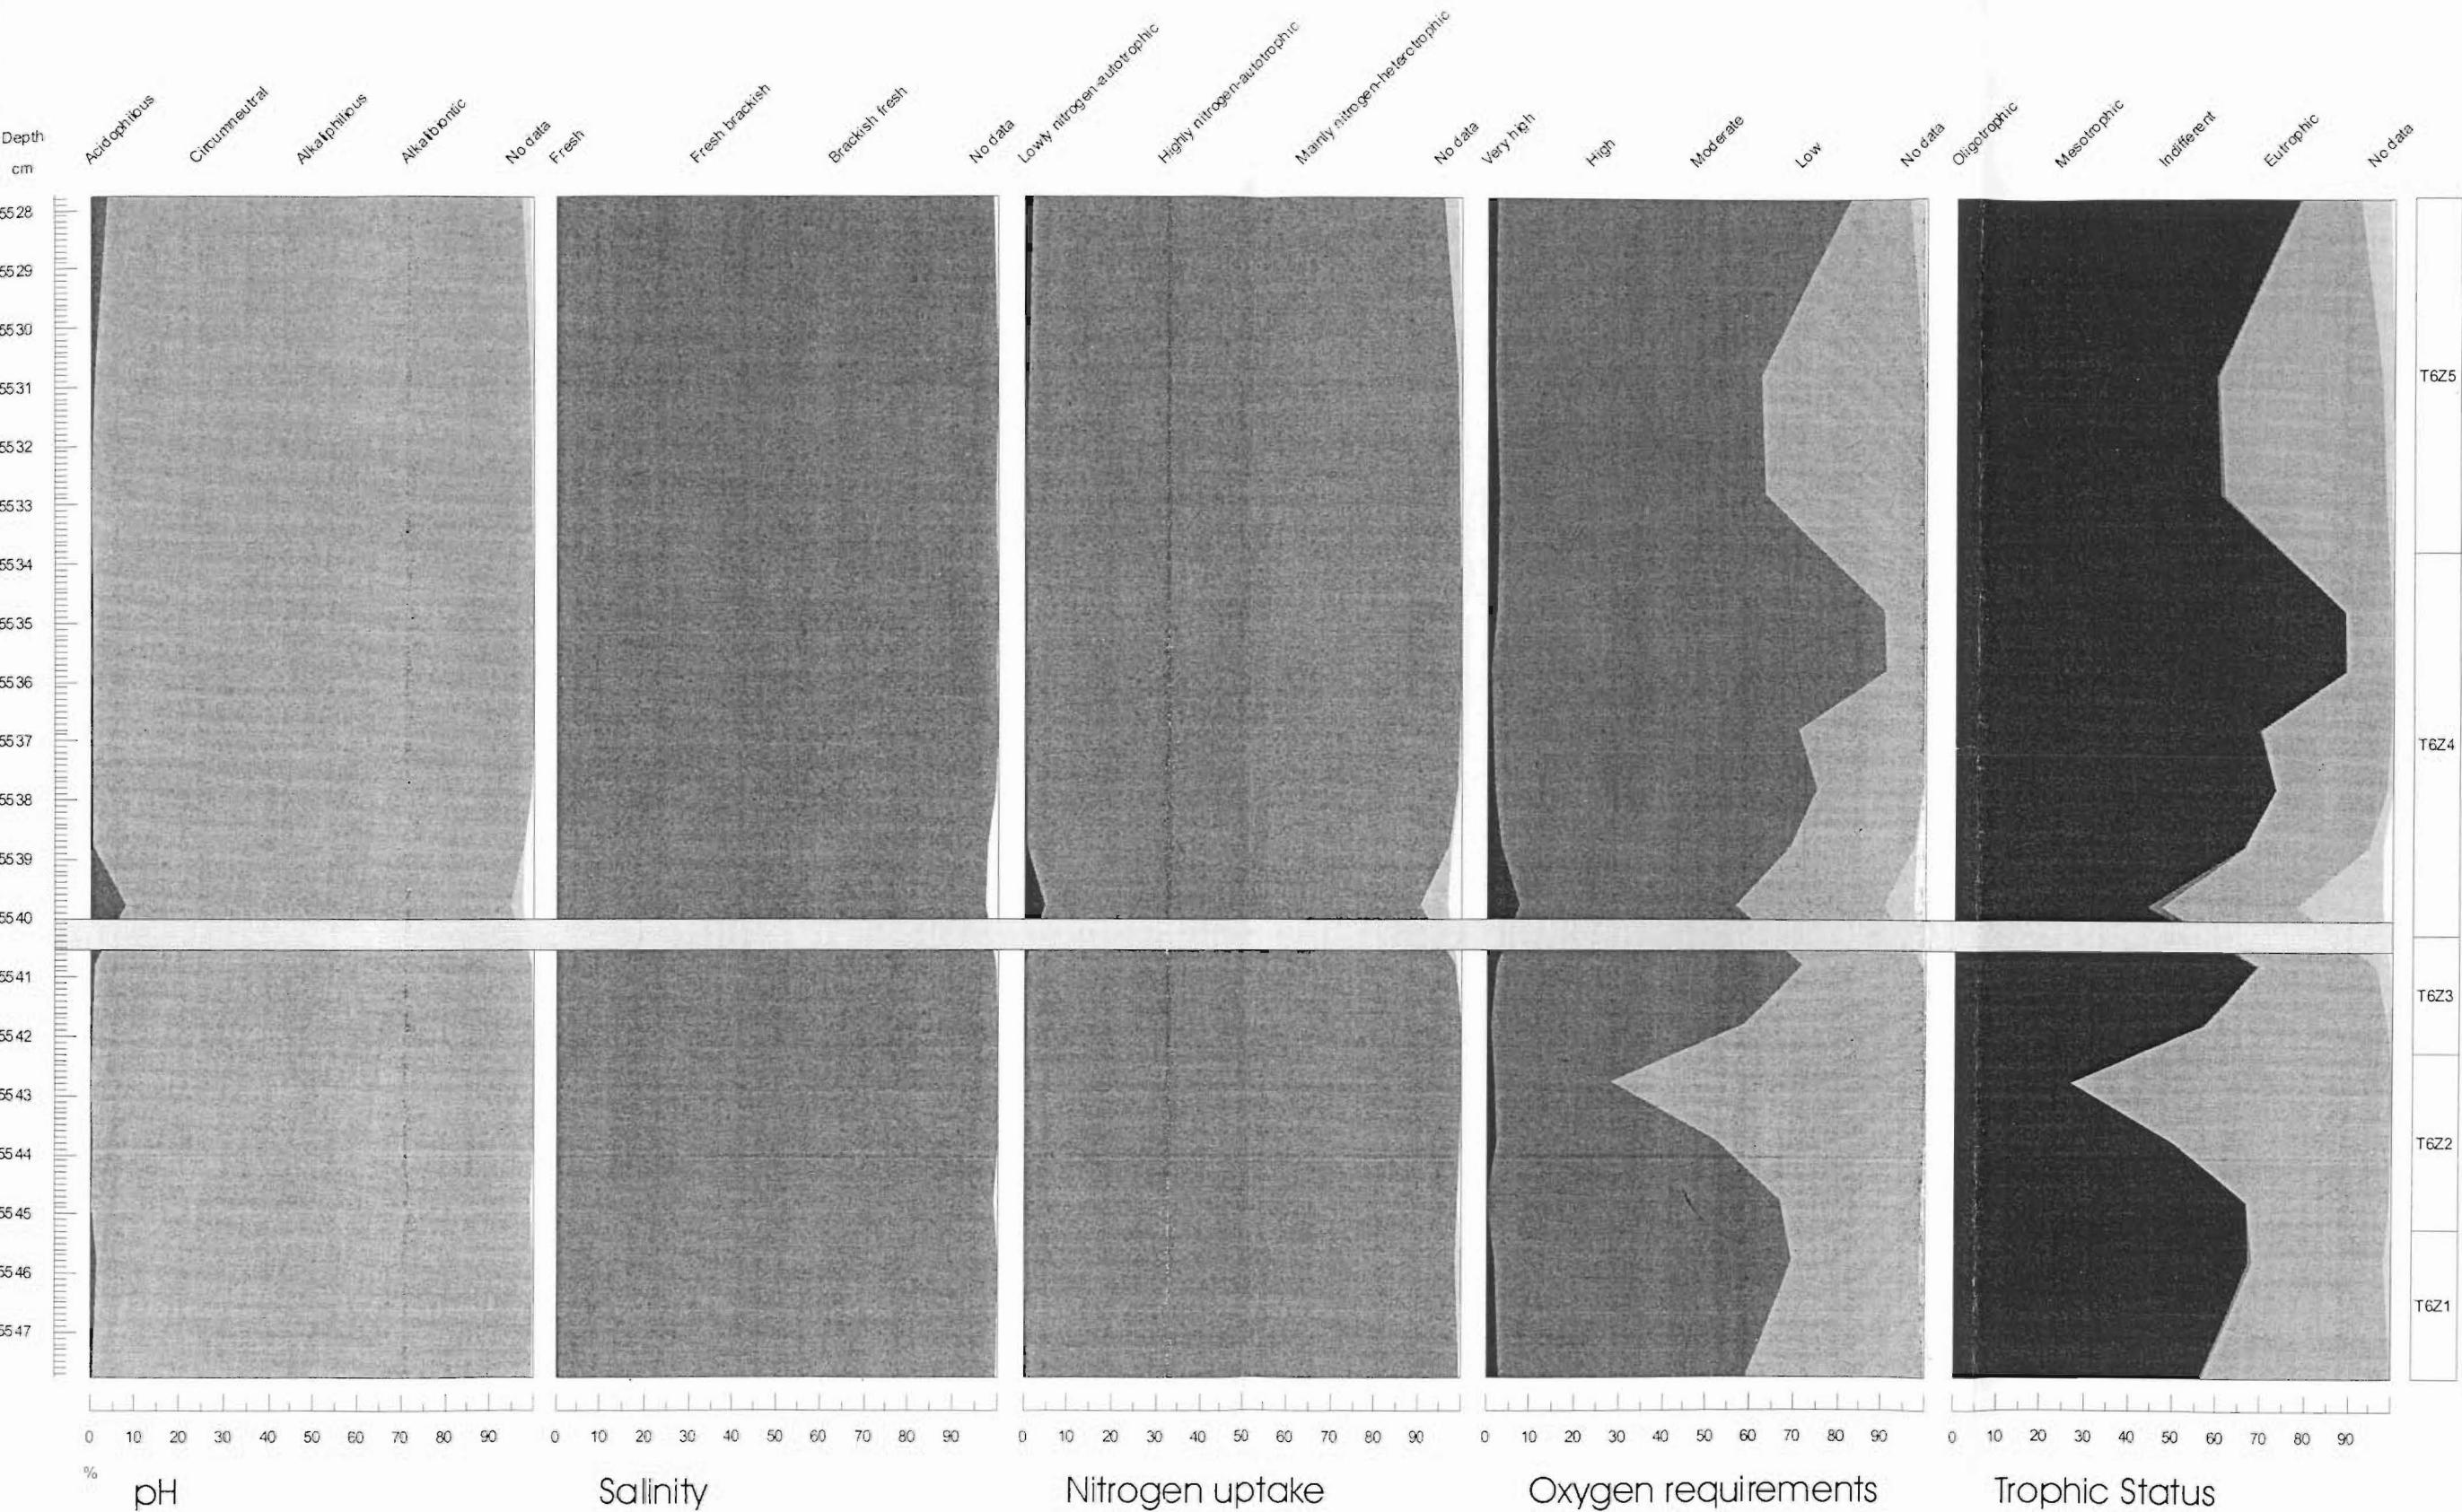 Acidophilous Circumneutral Alkaliphilious Alkalibiontic No data Fresh Fresh brackish Brackish fresh No data Lowly nitrogen-autotrophic Highly nitrogen-autotrophic Mainly nitrogen-heterotrophic No data Very high High Moderate Low No data Oligotrophic Mesotrophic Indifferent Eutrophic No data
Depth
cm
5528
5529
5530
5531
T6Z5
5532
5533
5534
5535
5536
5537
T6Z4
5538
5539
5540
5541
T6Z3
5542
5543
5544
T6Z2
5545
5546
T6Z1
5547
0 10 20 30 40 50 60 70 80 90 0 10 20 30 40 50 60 70 80 90 0 10 20 30 40 50 60 70 80 90 0 10 20 30 40 50 60 70 80 90 0 10 20 30 40 50 60 70 80 90
%
pH Salinity Nitrogen uptake Oxygen requirements Trophic Status